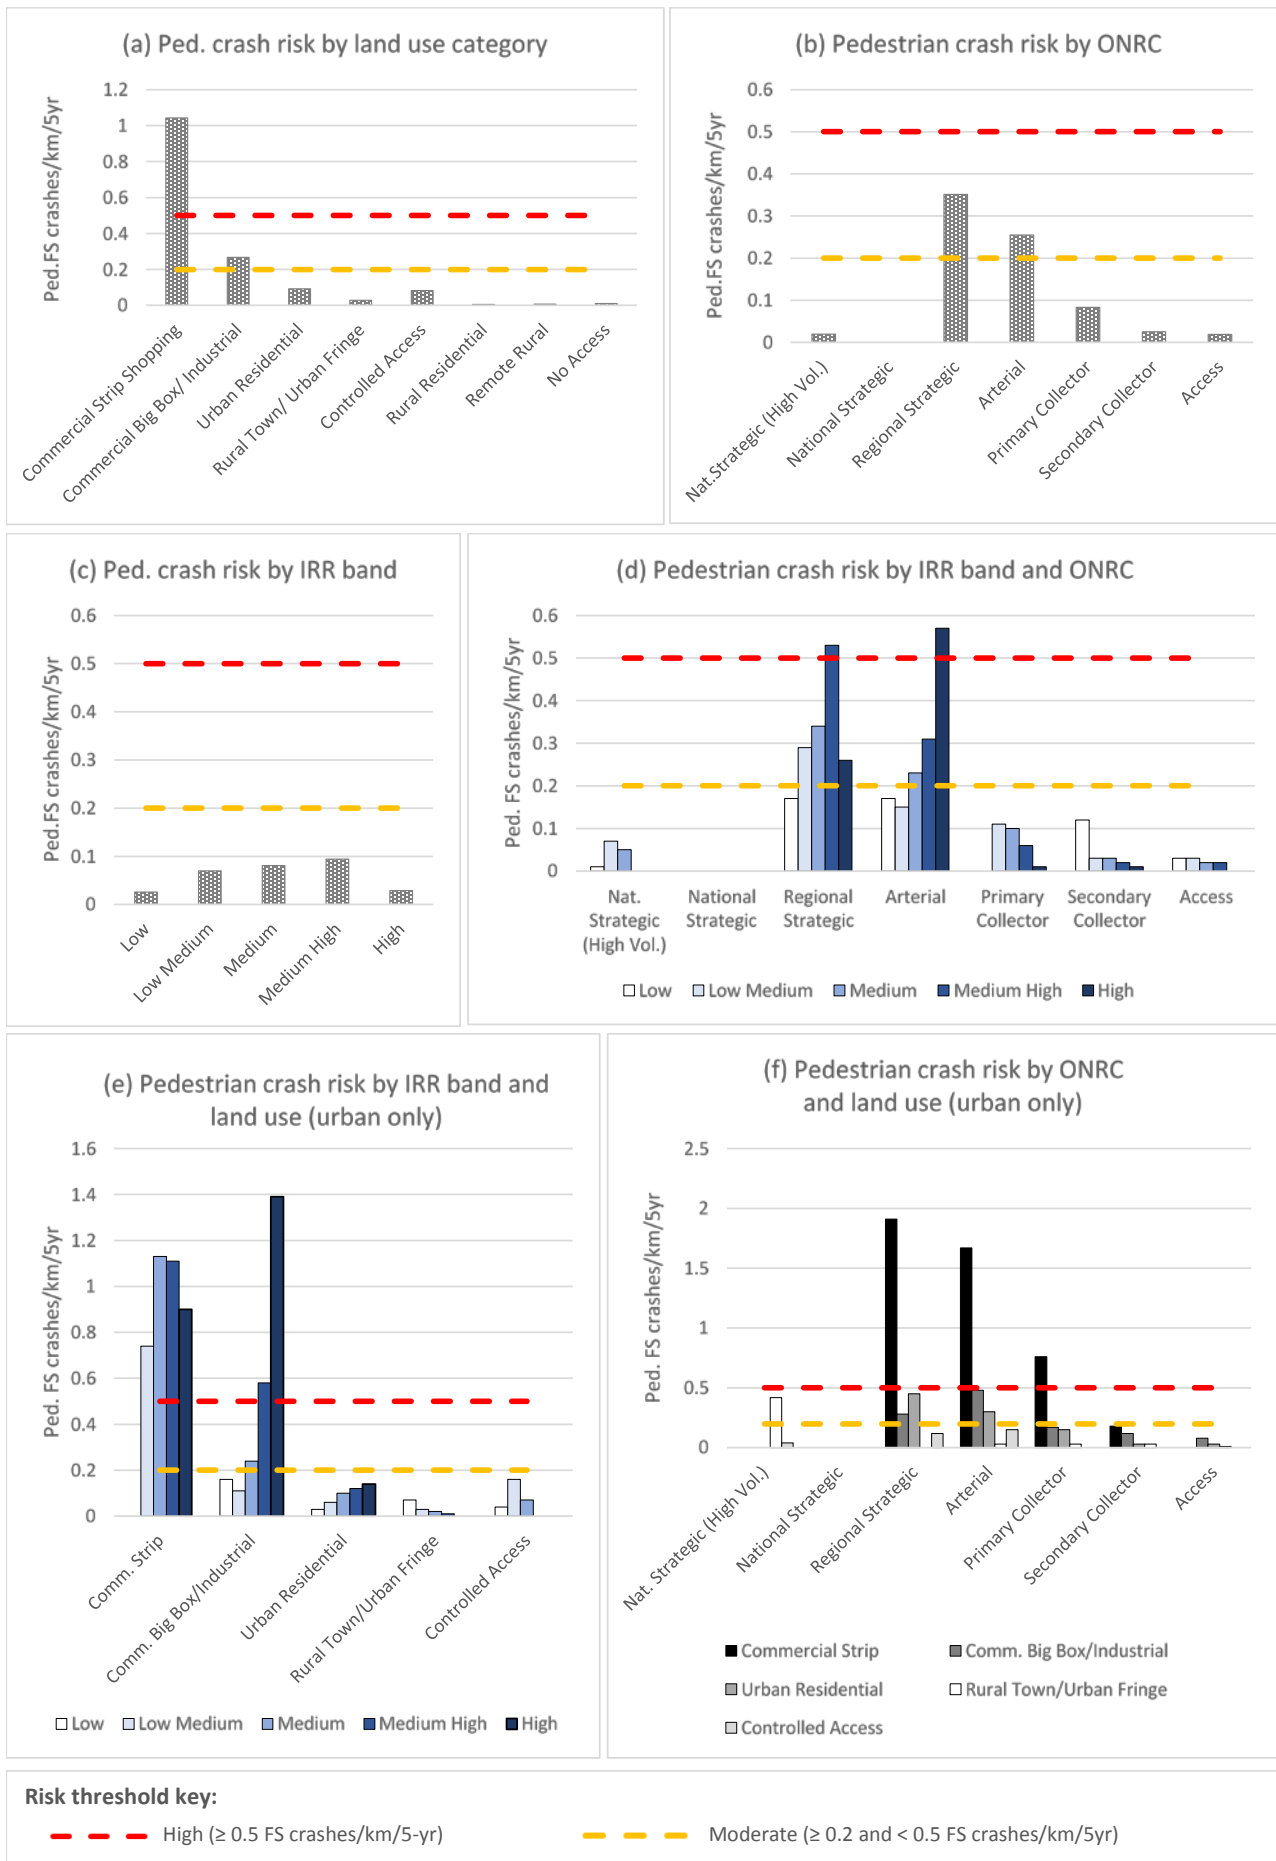 (a) Ped. crash risk by land use category
Ped.FS crashes/km/5yr
1.2
1
0.8
0.6
0.4
0.2
0
Commercial Strip Shopping
Commercial Big Box/ Industrial
Urban Residential
Rural Town/ Urban Fringe
Controlled Access
Rural Residential
Remote Rural
No Access
(b) Pedestrian crash risk by ONRC
Ped.FS crashes/km/5yr
0.6
0.5
0.4
0.3
0.2
0.1
0
Nat.Strategic (High Vol.)
National Strategic
Regional Strategic
Arterial
Primary Collector
Secondary Collector
Access
(c) Ped. crash risk by IRR band
Ped.FS crashes/km/5yr
0.6
0.5
0.4
0.3
0.2
0.1
0
Low
Low Medium
Medium
Medium High
High
(d) Pedestrian crash risk by IRR band and ONRC
Ped. FS crashes/km/5yr
0.6
0.5
0.4
0.3
0.2
0.1
0
Nat.
Strategic
(High Vol.)
National
Strategic
Regional
Strategic
Arterial
Primary
Collector
Secondary
Collector
Access
Low
Low Medium
Medium
Medium High
High
(e) Pedestrian crash risk by IRR band and
land use (urban only)
Ped. FS crashes/km/5yr
1.6
1.4
1.2
1
0.8
0.6
0.4
0.2
0
Comm. Strip
Comm. Big Box/Industrial
Urban Residential
Rural Town/Urban Fringe
Controlled Access
Low
Low Medium
Medium
Medium High
High
(f) Pedestrian crash risk by ONRC
and land use (urban only)
Ped. FS crashes/km/5yr
2.5
2
1.5
1
0.5
0
Nat. Strategic (High Vol.)
National Strategic
Regional Strategic
Arterial
Primary Collector
Secondary Collector
Access
Commercial Strip
Comm. Big Box/Industrial
Urban Residential
Rural Town/Urban Fringe
Controlled Access
Risk threshold key:
High (≥ 0.5 FS crashes/km/5-yr)
Moderate (≥ 0.2 and < 0.5 FS crashes/km/5yr)